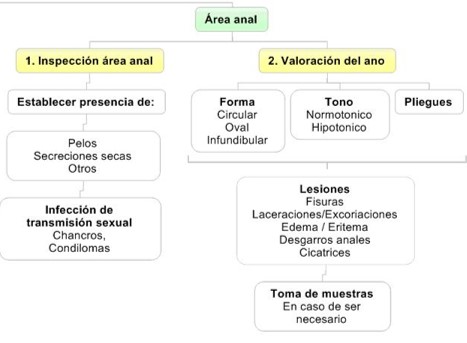 Área anal
1. Inspección área anal
2. Valoración del ano
Establecer presencia de:
Forma
Circular
Oval
Infundibular
Tono
Normotonico
Hipotonico
Pliegues
Pelos
Secreciones secas
Otros
Infección de
transmisión sexual
Chancros,
Condilomas
Lesiones
Fisuras
Laceraciones/Excoriaciones
Edema / Eritema
Desgarros anales
Cicatrices
Toma de muestras
En caso de ser
necesario